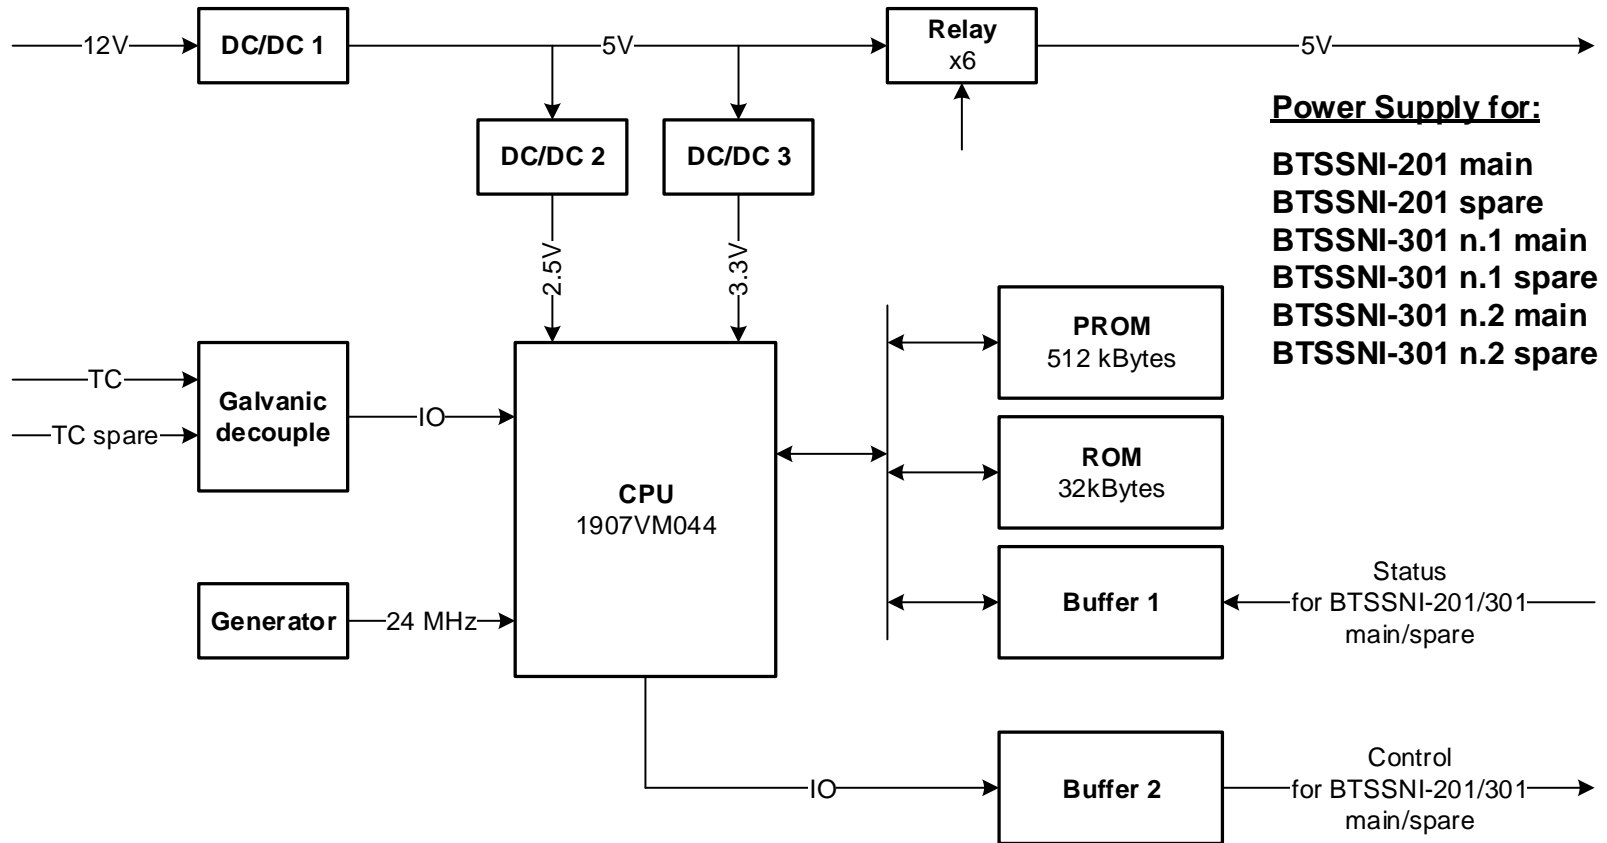 12V
DC/DC 1
5V
Relay
x6
5V
Power Supply for:
DC/DC 2
DC/DC 3
BTSSNI-201 main
BTSSNI-201 spare
BTSSNI-301 n.1 main
BTSSNI-301 n.1 spare
BTSSNI-301 n.2 main
BTSSNI-301 n.2 spare
2.5V
3.3V
PROM
512 kBytes
TC
TC spare
Galvanic
decouple
IO
CPU
1907VM044
ROM
32kBytes
Generator
24 MHz
Buffer 1
Status
for BTSSNI-201/301
main/spare
IO
Buffer 2
Control
for BTSSNI-201/301
main/spare